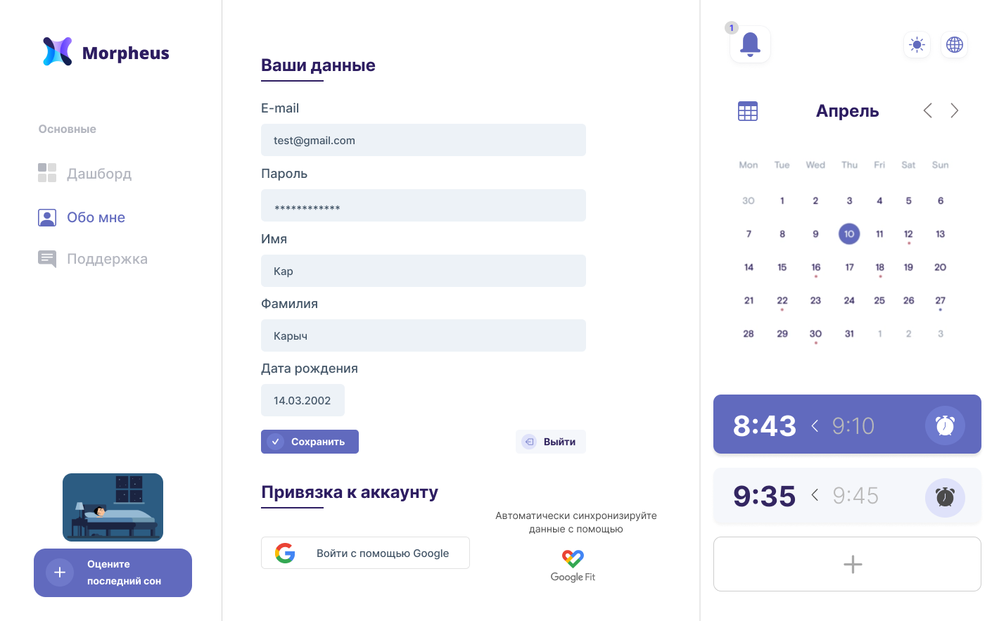 Morpheus
Основные
Дашборд
Обо мне
Поддержка
Оцените
последний сон
Ваши данные
E-mail
test@gmail.com
Пароль
************
Имя
Кар
Фамилия
Карыч
Дата рождения
14.03.2002
Сохранить
Выйти
Привязка к аккаунту
Войти с помощью Google
Автоматически синхронизируйте
данные с помощью
Google Fit
1
Апрель
Mon Tue Wed Thu Fri Sat Sun
30 1 2 3 4 5 6
7 8 9 10 11 12 13
14 15 16 17 18 19 20
21 22 23 24 25 26 27
28 29 30 31 1 2 3
8:43 < 9:10
9:35 < 9:45